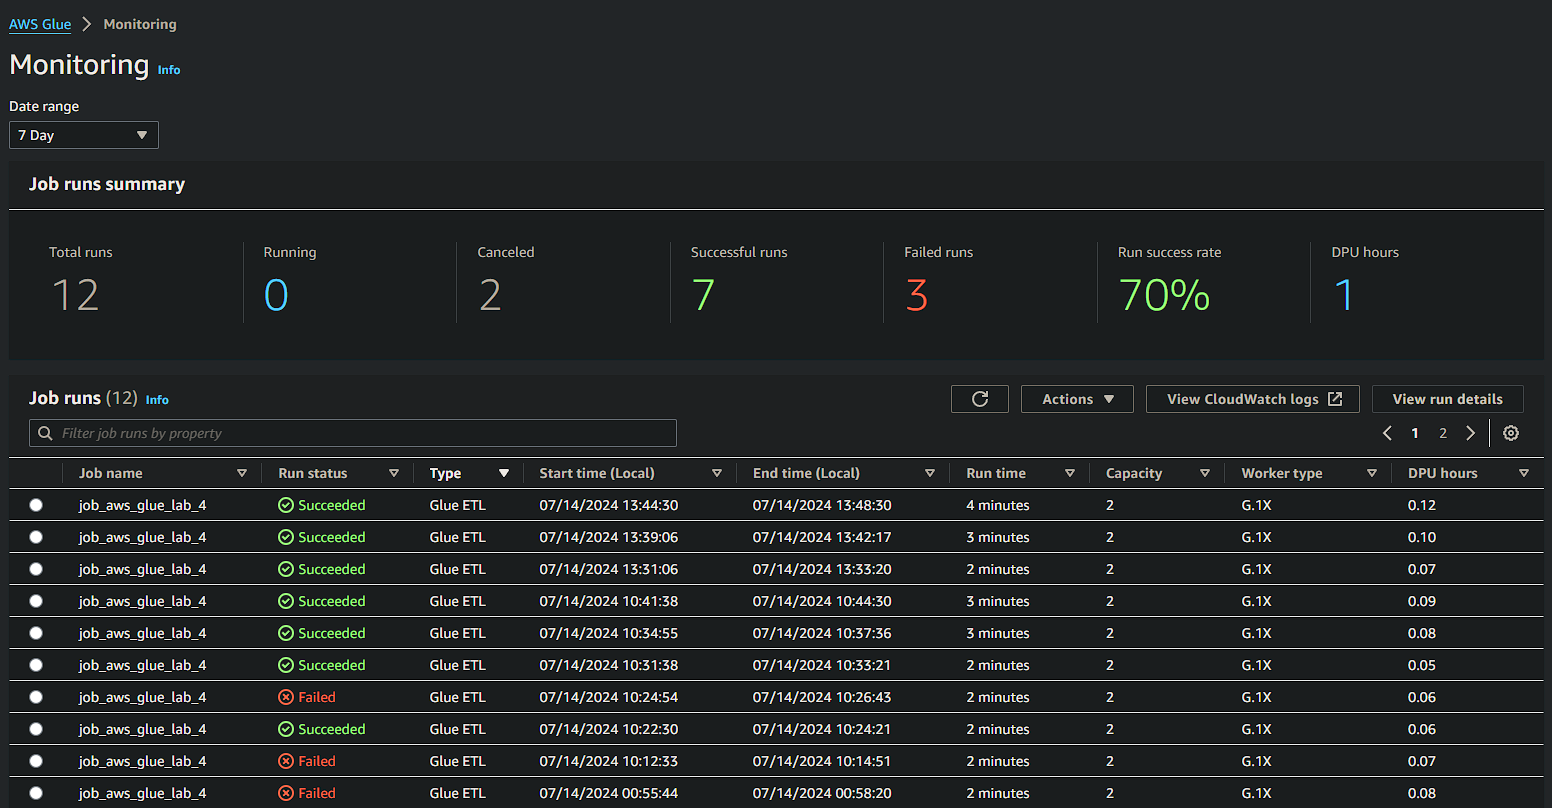 AWS Glue > Monitoring
Monitoring Info
Date range
7 Day
Job runs summary
Total runs Running Canceled Successful runs Failed runs Run success rate DPU hours
12 0 2 7 3 70% 1
Job runs (12) Info Actions View CloudWatch logs View run details
Filter job runs by property 1 2
Job name Run status Type Start time (Local) End time (Local) Run time Capacity Worker type DPU hours
job_aws_glue_lab_4 Succeeded Glue ETL 07/14/2024 13:44:30 07/14/2024 13:48:30 4 minutes 2 G.1X 0.12
job_aws_glue_lab_4 Succeeded Glue ETL 07/14/2024 13:39:06 07/14/2024 13:42:17 3 minutes 2 G.1X 0.10
job_aws_glue_lab_4 Succeeded Glue ETL 07/14/2024 13:31:06 07/14/2024 13:33:20 2 minutes 2 G.1X 0.07
job_aws_glue_lab_4 Succeeded Glue ETL 07/14/2024 10:41:38 07/14/2024 10:44:30 3 minutes 2 G.1X 0.09
job_aws_glue_lab_4 Succeeded Glue ETL 07/14/2024 10:34:55 07/14/2024 10:37:36 3 minutes 2 G.1X 0.08
job_aws_glue_lab_4 Succeeded Glue ETL 07/14/2024 10:31:38 07/14/2024 10:33:21 2 minutes 2 G.1X 0.05
job_aws_glue_lab_4 Failed Glue ETL 07/14/2024 10:24:54 07/14/2024 10:26:43 2 minutes 2 G.1X 0.06
job_aws_glue_lab_4 Succeeded Glue ETL 07/14/2024 10:22:30 07/14/2024 10:24:21 2 minutes 2 G.1X 0.06
job_aws_glue_lab_4 Failed Glue ETL 07/14/2024 10:12:33 07/14/2024 10:14:51 2 minutes 2 G.1X 0.07
job_aws_glue_lab_4 Failed Glue ETL 07/14/2024 00:55:44 07/14/2024 00:58:20 2 minutes 2 G.1X 0.08